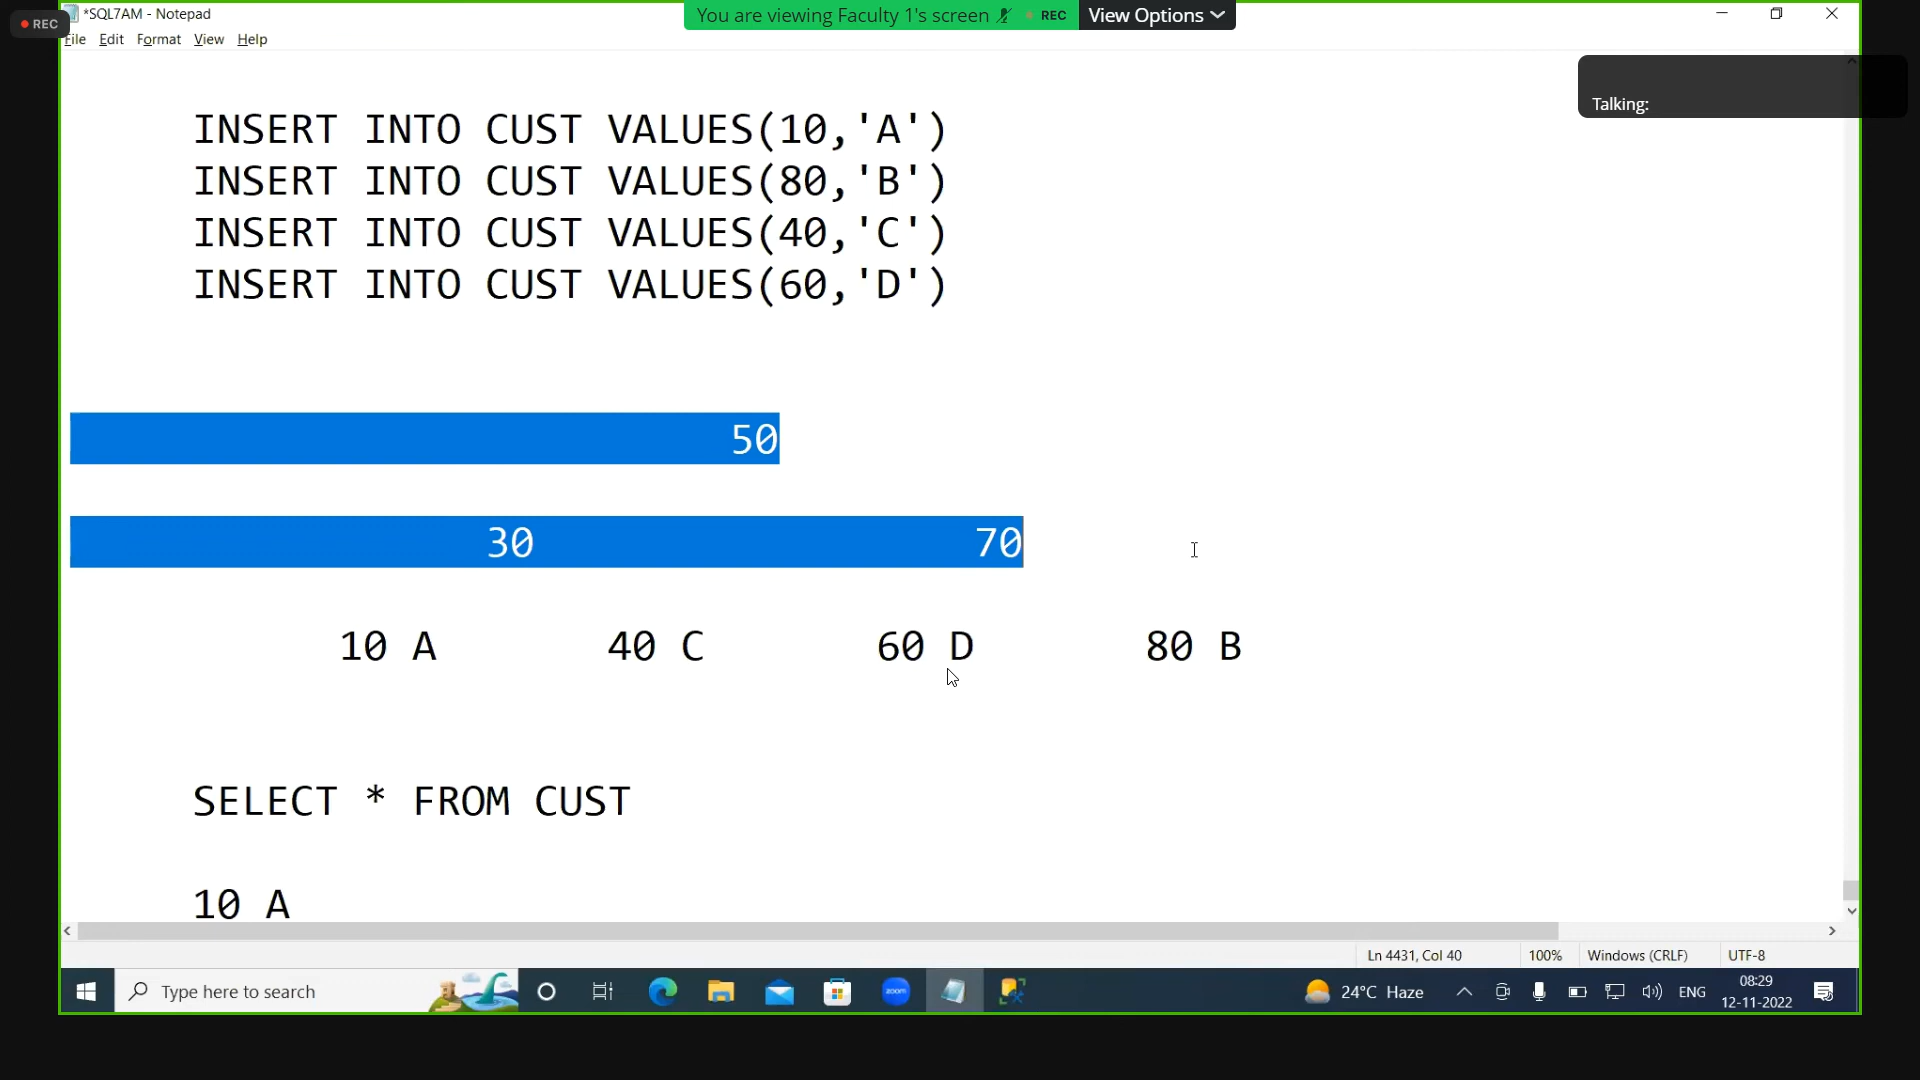 REC
*SQL7AM - Notepad
You are viewing Faculty 1's screen
REC
View Options
File Edit Format View Help
Talking:
INSERT INTO CUST VALUES(10,'A')
INSERT INTO CUST VALUES(80,'B')
INSERT INTO CUST VALUES(40,'C')
INSERT INTO CUST VALUES(60,'D')
50
30 70
10 A 40 C 60 D 80 B
SELECT * FROM CUST
10 A
Ln 4431, Col 40 100% Windows (CRLF) UTF-8
Type here to search
zoom
24°C Haze
ENG
08:29
12-11-2022